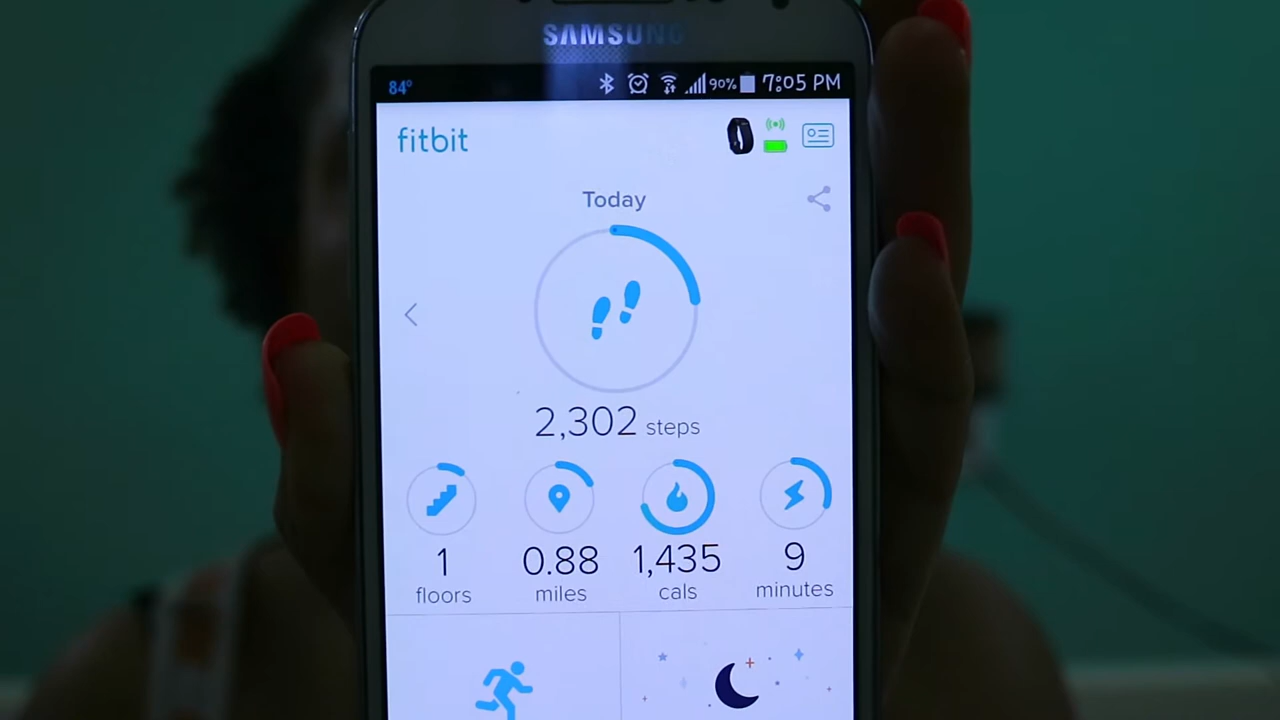 SAMSUNG
84° 90% 7:05 PM
fitbit
Today
2,302 steps
1 0.88 1,435 9
floors miles cals minutes